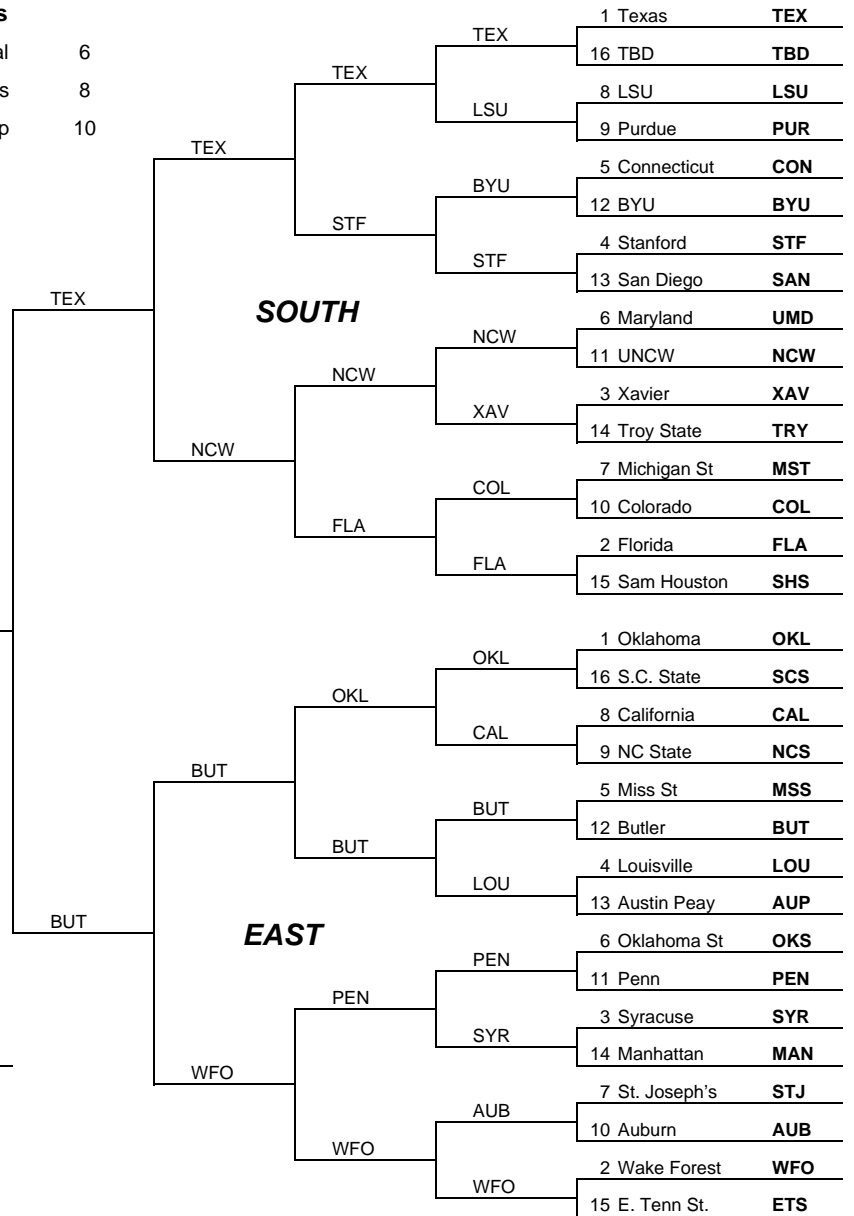 s
al 6
s 8
p 10
1 Texas TEX
TEX
16 TBD TBD
TEX
8 LSU LSU
LSU
9 Purdue PUR
TEX
5 Connecticut CON
BYU
12 BYU BYU
STF
4 Stanford STF
STF
13 San Diego SAN
TEX
SOUTH
6 Maryland UMD
NCW
11 UNCW NCW
NCW
3 Xavier XAV
XAV
14 Troy State TRY
NCW
7 Michigan St MST
COL
10 Colorado COL
FLA
2 Florida FLA
FLA
15 Sam Houston SHS
1 Oklahoma OKL
OKL
16 S.C. State SCS
OKL
8 California CAL
CAL
9 NC State NCS
BUT
5 Miss St MSS
BUT
12 Butler BUT
BUT
4 Louisville LOU
LOU
13 Austin Peay AUP
BUT
EAST
6 Oklahoma St OKS
PEN
11 Penn PEN
PEN
3 Syracuse SYR
SYR
14 Manhattan MAN
WFO
7 St. Joseph's STJ
AUB
10 Auburn AUB
WFO
2 Wake Forest WFO
WFO
15 E. Tenn St. ETS